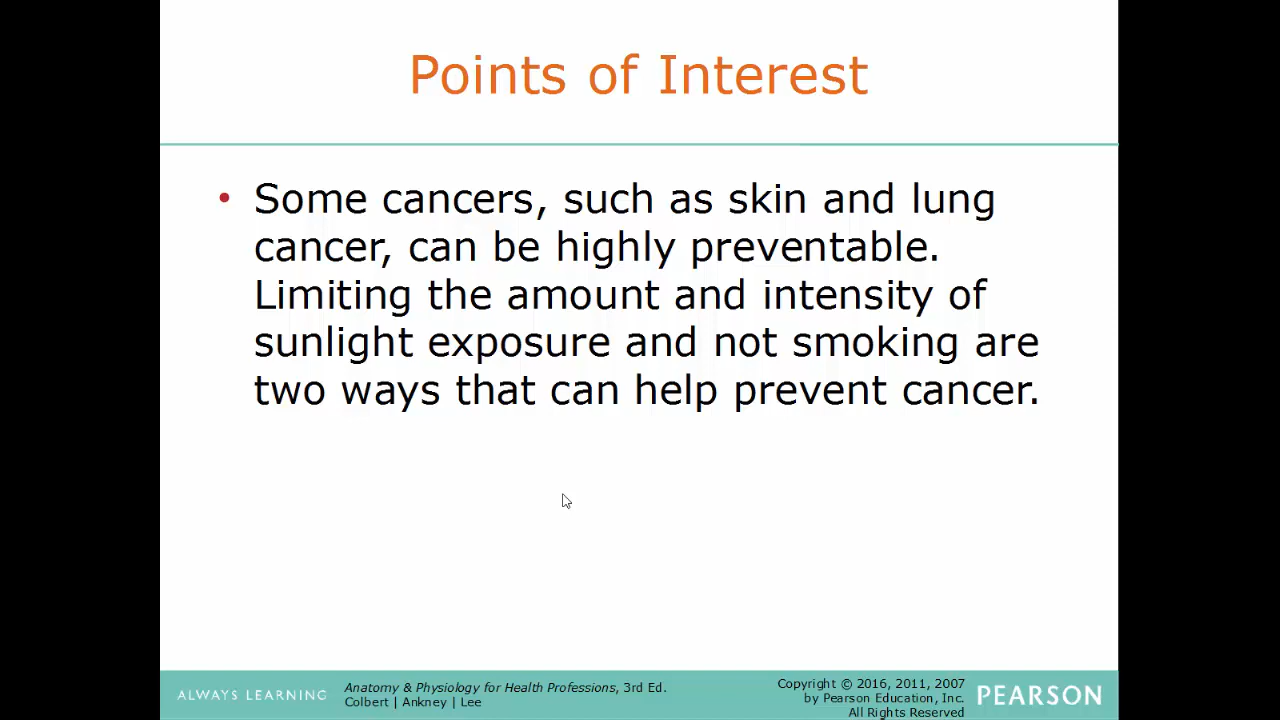 Points of Interest
• Some cancers, such as skin and lung
cancer, can be highly preventable.
Limiting the amount and intensity of
sunlight exposure and not smoking are
two ways that can help prevent cancer.
ALWAYS LEARNING
Anatomy & Physiology for Health Professions, 3rd Ed.
Colbert | Ankney | Lee
Copyright © 2016, 2011, 2007
by Pearson Education, Inc.
All Rights Reserved
PEARSON